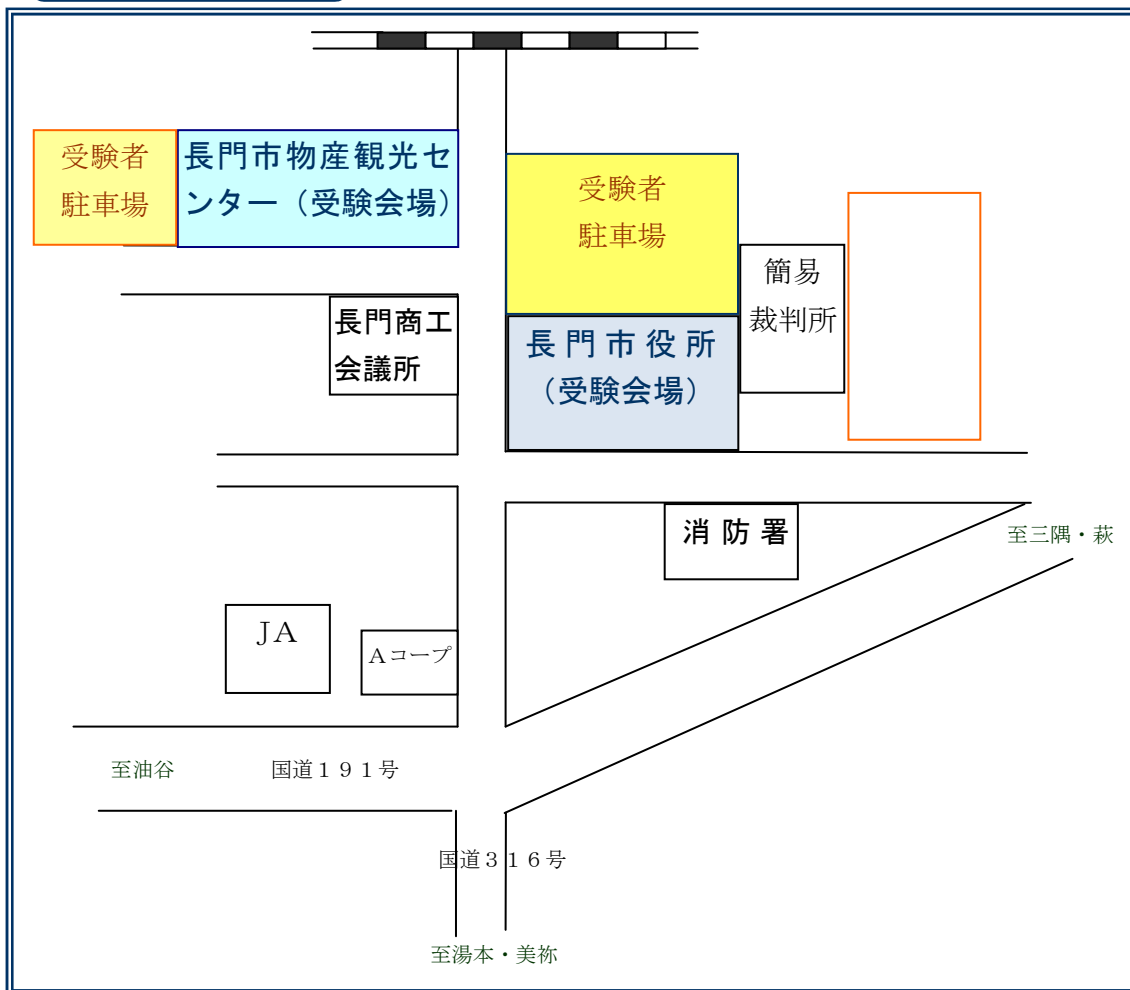 受験者
駐車場
長門市物産観光セ
ンター（受験会場）
受験者
駐車場
簡易
裁判所
長門商工
会議所
長門市役所
（受験会場）
消防署
至三隅・萩
ＪＡ
Ａコープ
至油谷
国道１９１号
国道３１６号
至湯本・美祢